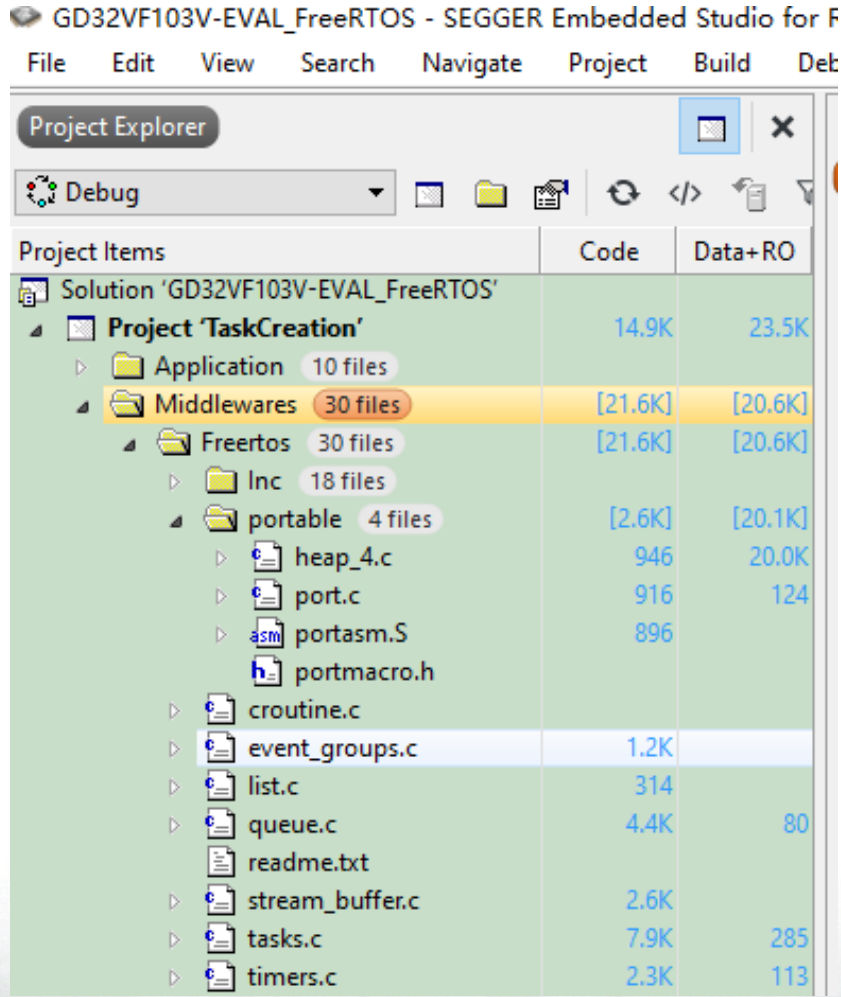 GD32VF103V-EVAL_FreeRTOS - SEGGER Embedded Studio for
File Edit View Search Navigate Project Build Deb
Project Explorer
Debug </>
Project Items Code Data+RO
Solution 'GD32VF103V-EVAL_FreeRTOS'
Project 'TaskCreation' 14.9K 23.5K
Application 10 files
Middlewares 30 files [21.6K] [20.6K]
Freertos 30 files [21.6K] [20.6K]
Inc 18 files
portable 4 files [2.6K] [20.1K]
c heap_4.c 946 20.0K
c port.c 916 124
asm portasm.S 896
h portmacro.h
c croutine.c
c event_groups.c 1.2K
c list.c 314
c queue.c 4.4K 80
readme.txt
c stream_buffer.c 2.6K
c tasks.c 7.9K 285
c timers.c 2.3K 113